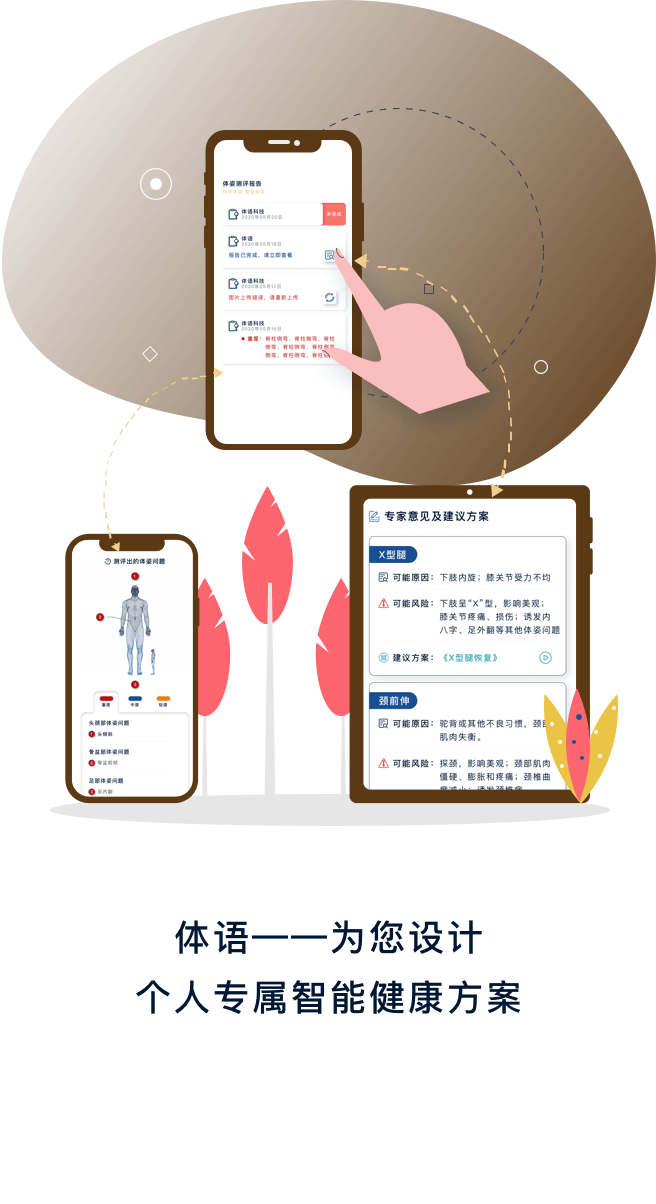 体姿测评报告
体语科技
2020年05月20日
未完成
体语
2020年05月18日
报告已完成，请立即查看
体语科技
2020年05月17日
图片上传错误，请重新上传
体语科技
2020年05月16日
重度：脊柱侧弯、脊柱侧弯、脊柱
侧弯、脊柱侧弯、脊柱侧弯
侧弯、脊柱侧弯、脊柱
测评出的体姿问题
1
2
3
重度
中度
轻度
头颈部体姿问题
1 头倾斜
骨盆部体姿问题
2 骨盆前倾
足部体姿问题
3 足内翻
专家意见及建议方案
X型腿
可能原因：下肢内旋；膝关节受力不均
可能风险：下肢呈“X”型，影响美观；
膝关节疼痛、损伤；诱发内
八字、足外翻等其他体姿问题
建议方案：《X型腿恢复》
颈前伸
可能原因：驼背或其他不良习惯，颈
肌肉失衡。
可能风险：探颈，影响美观；颈部肌肉
僵硬、膨胀和疼痛；颈椎曲
度减小；诱发颈椎病
体语——为您设计
个人专属智能健康方案